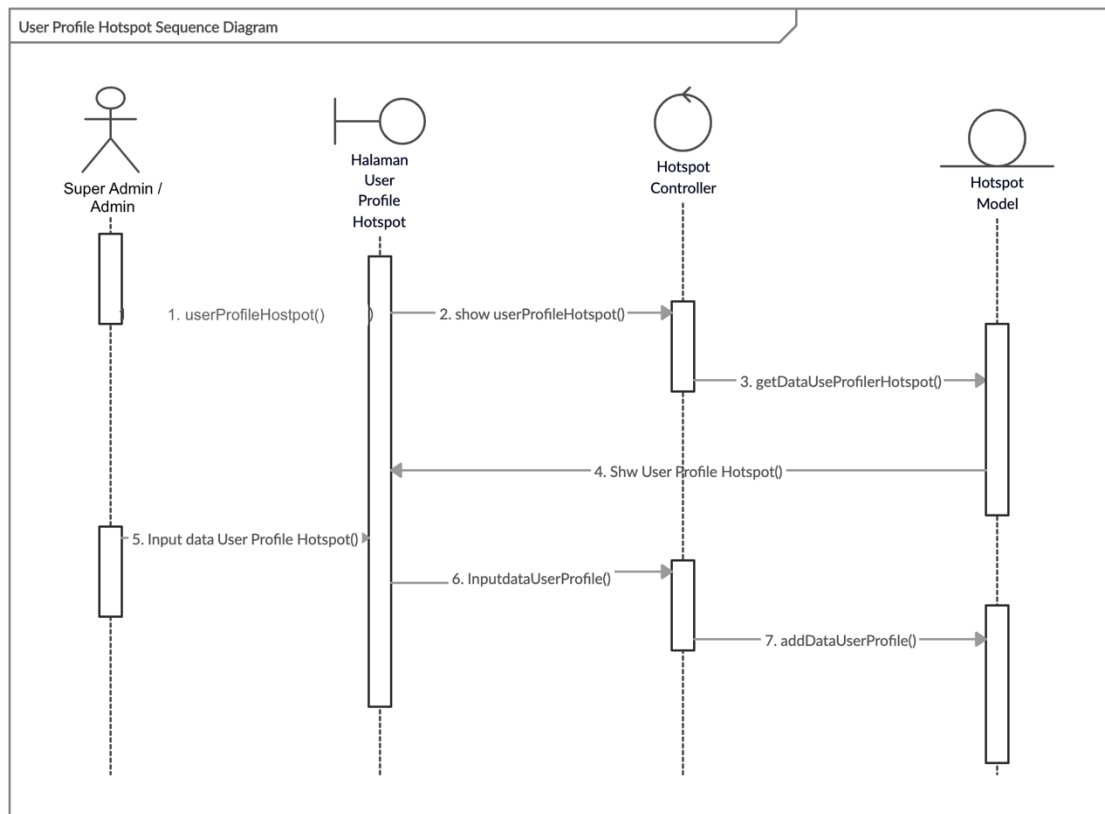 User Profile Hotspot Sequence Diagram
Super Admin /
Admin
Halaman
User
Profile
Hotspot
Hotspot
Controller
Hotspot
Model
1. userProfileHostpot()
2. show userProfileHotspot()
3. getDataUseProfilerHotspot()
4. Shw User Profile Hotspot()
5. Input data User Profile Hotspot()
6. InputdataUserProfile()
7. addDataUserProfile()